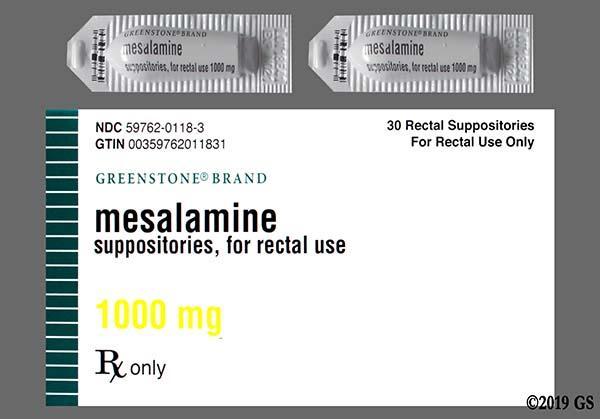 GREENSTONE® BRAND
mesalamine
suppositories, for rectal use 1000 mg
GREENSTONE® BRAND
mesalamine
suppositories, for rectal use 1000 mg
NDC 59762-0118-3
GTIN 00359762011831
30 Rectal Suppositories
For Rectal Use Only
GREENSTONE® BRAND
mesalamine
suppositories, for rectal use
1000 mg
Rx only
©2019 GS